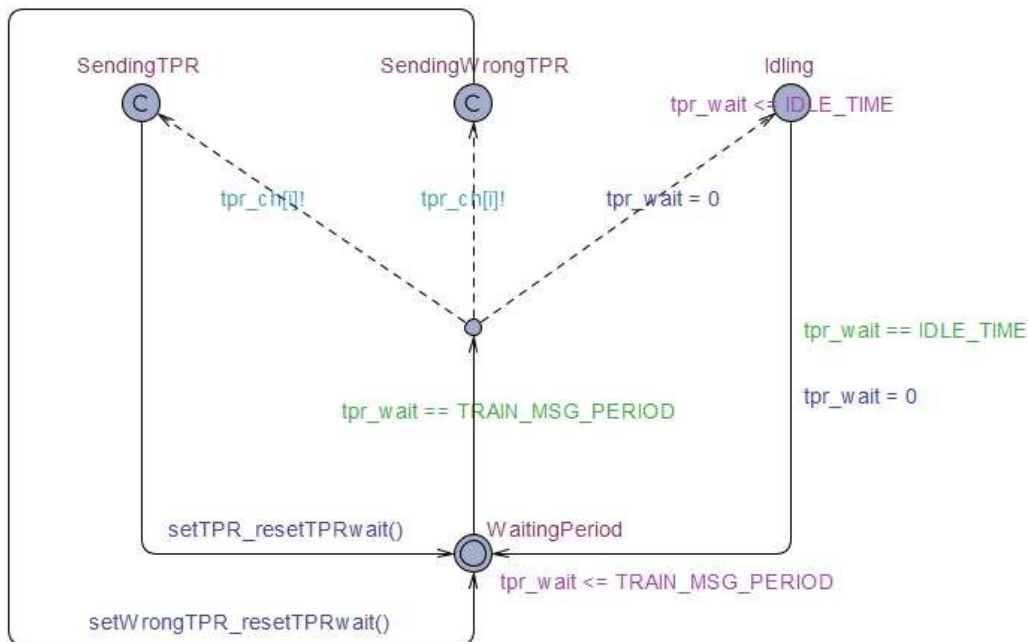 SendingTPR
SendingWrongTPR
Idling
C
C
tpr_wait <= IDLE_TIME
tpr_ch[i]!
tpr_ch[i]!
tpr_wait = 0
tpr_wait == IDLE_TIME
tpr_wait == TRAIN_MSG_PERIOD
tpr_wait = 0
setTPR_resetTPRwait()
WaitingPeriod
tpr_wait <= TRAIN_MSG_PERIOD
setWrongTPR_resetTPRwait()